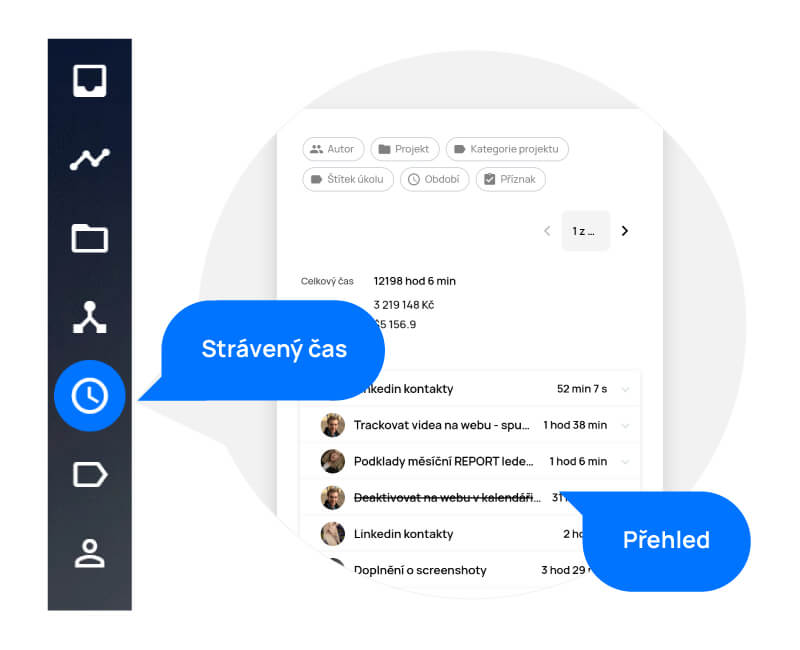 Autor Projekt Kategorie projektu
Štítek úkolu Období Příznak
1 z ...
Celkový čas 12198 hod 6 min
3 219 148 Kč
5 156.9
Strávený čas
kontakty 52 min 7 s
Trackovat videa na webu - spu... 1 hod 38 min
Podklady měsíční REPORT lede... 1 hod 6 min
Deaktivovat na webu v kalendáři...
Linkedin kontakty 2
Přehled
Doplnění o screenshoty 3 hod 29